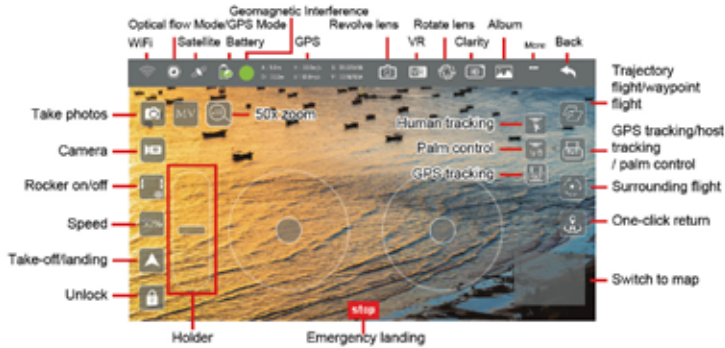 Geomagnetic Interference
Optical flow Mode/GPS Mode Revolve lens Rotate lens Album
WiFi Satellite Battery GPS VR Clarity More Back
Take photos
MV
50x zoom
Camera
Rocker on/off
Speed
Take-off/landing
Unlock
Human tracking
Palm control
GPS tracking
Trajectory
flight/waypoint
flight
GPS tracking/host
tracking
/ palm control
Surrounding flight
One-click return
Switch to map
stop
Holder
Emergency landing